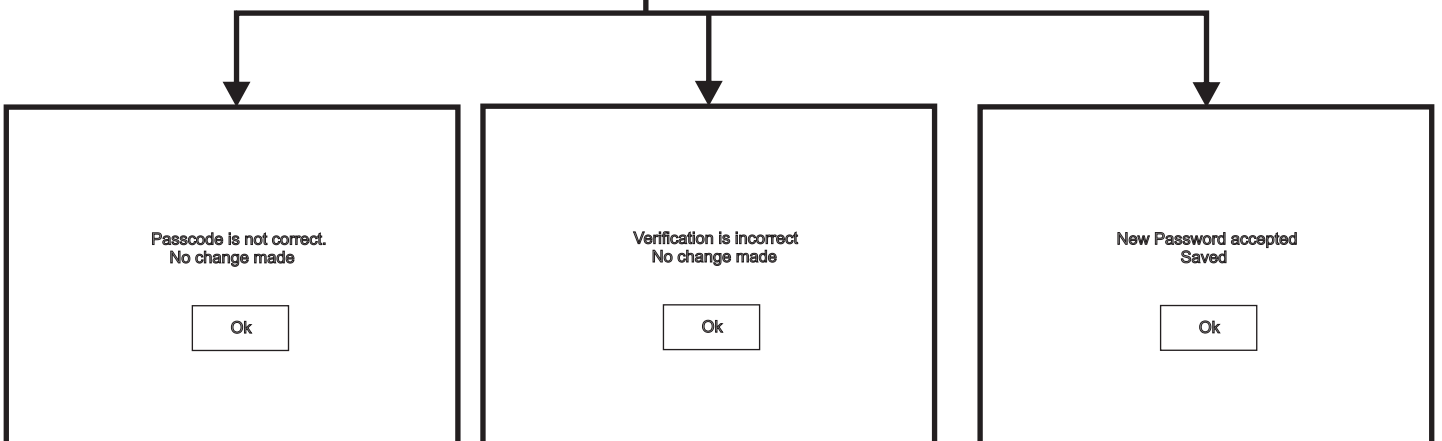 Passcode is not correct.
No change made
Ok
Verification is incorrect
No change made
Ok
New Password accepted
Saved
Ok